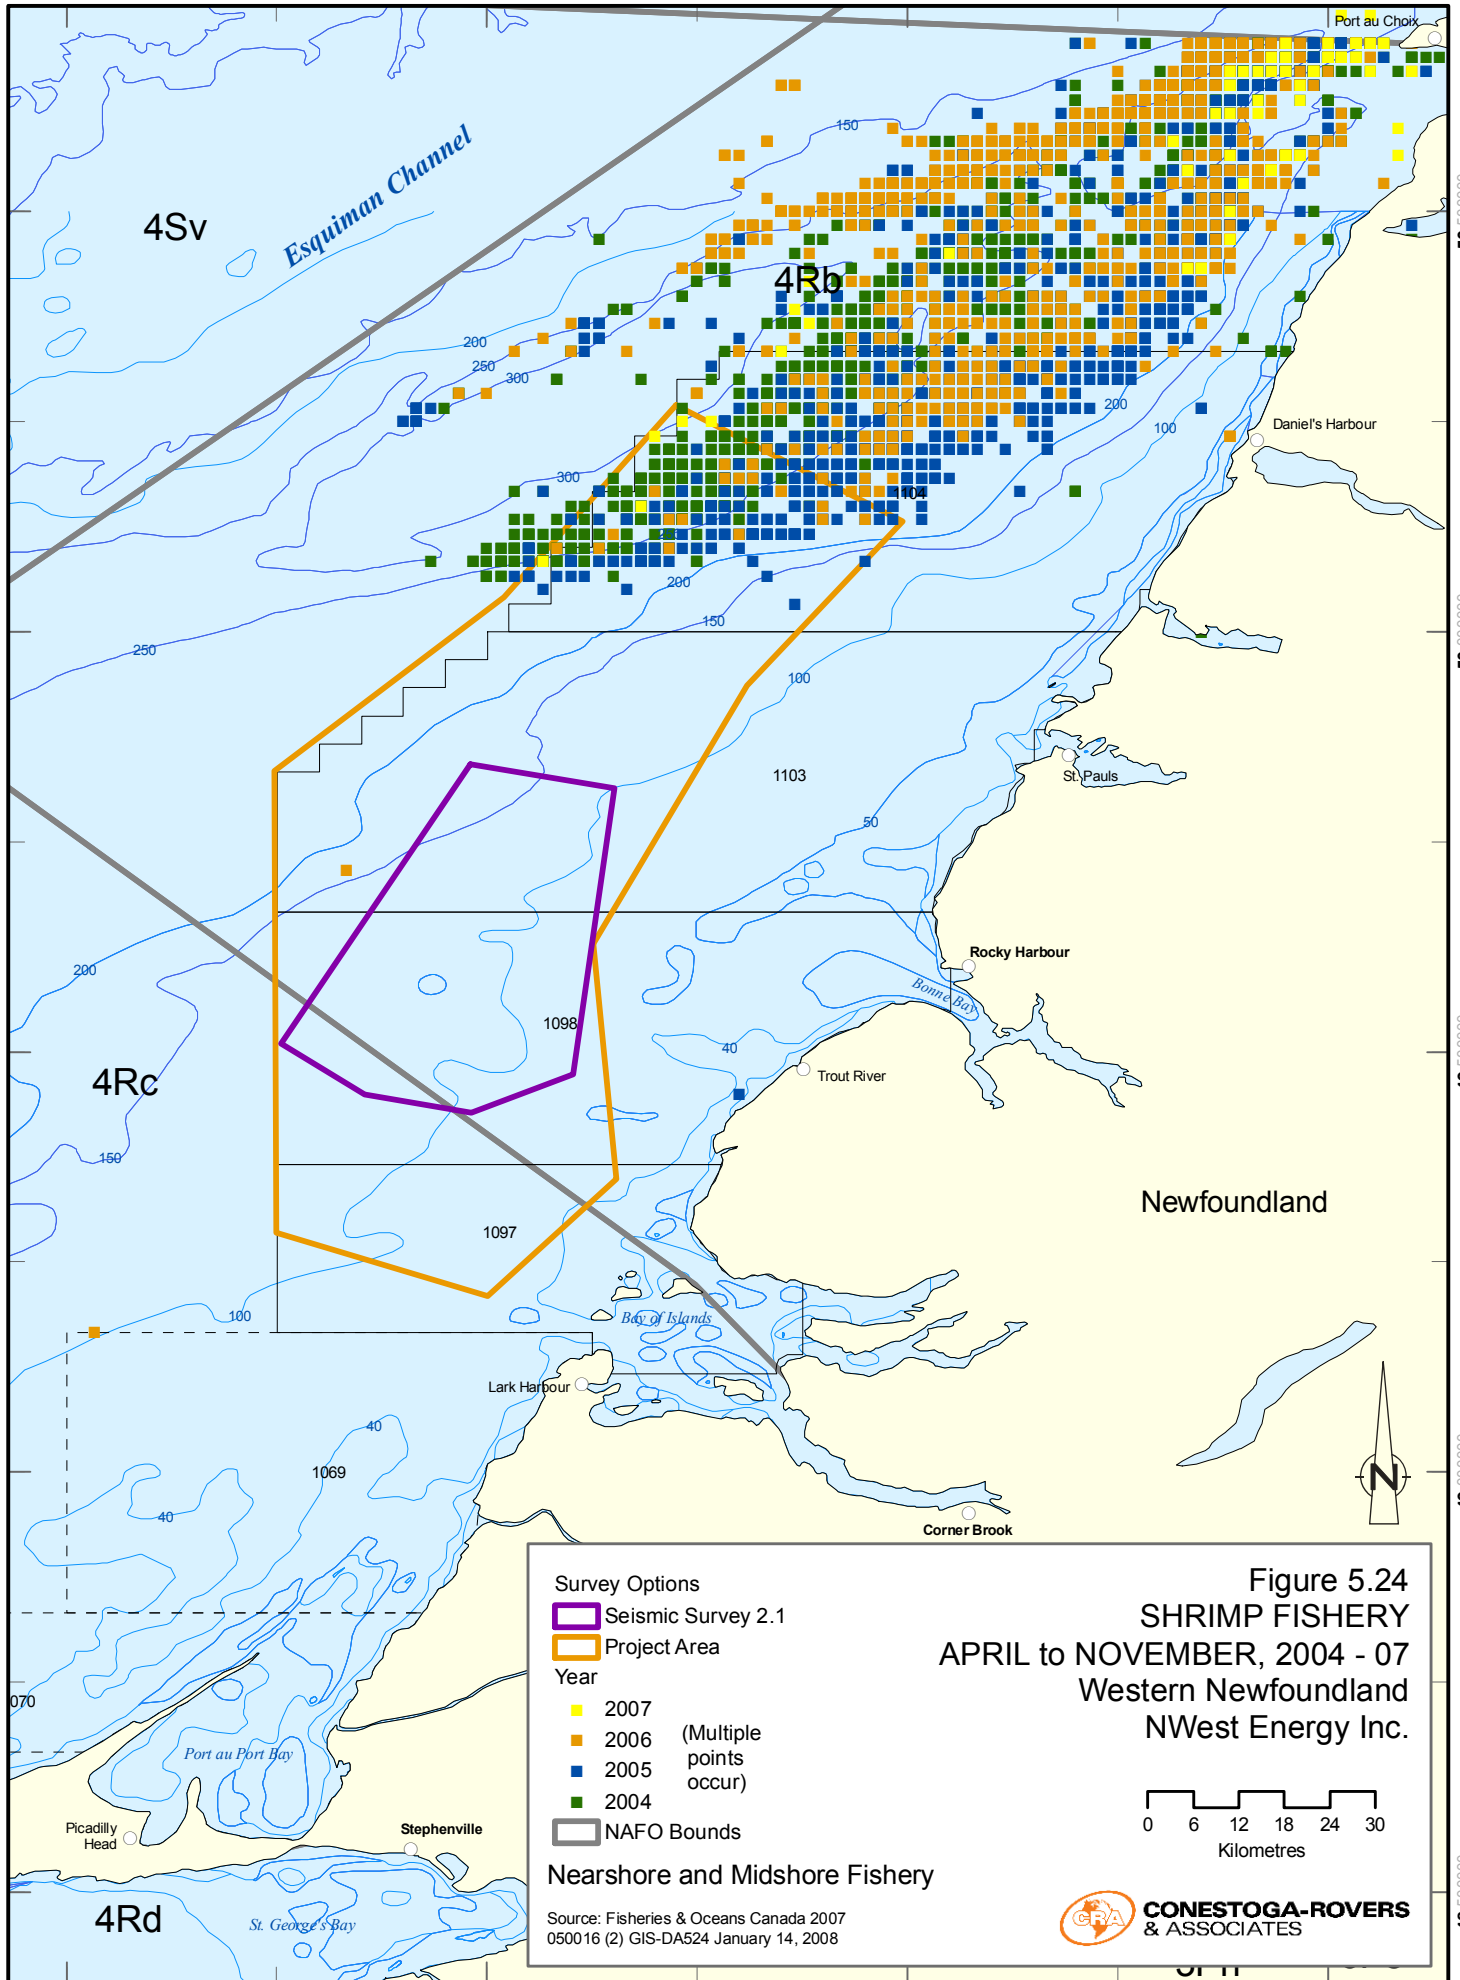 Port au Choix
150
Esquiman Channel
4Sv
4Rb
200
250
300
200
100
Daniel's Harbour
300
1104
200
150
250
100
1103
St. Pauls
50
Rocky Harbour
Bonne Bay
200
1098
40
Trout River
4Rc
150
Newfoundland
1097
100
Bay of Islands
Lark Harbour
40
1069
40
N
Corner Brook
070
Port au Port Bay
Picadilly
Head
Stephenville
4Rd
St. George's Bay
Survey Options
Seismic Survey 2.1
Project Area
Year
2007
2006
2005
2004
(Multiple
points
occur)
NAFO Bounds
Nearshore and Midshore Fishery
Source: Fisheries & Oceans Canada 2007
050016 (2) GIS-DA524 January 14, 2008
Figure 5.24
SHRIMP FISHERY
APRIL to NOVEMBER, 2004 - 07
Western Newfoundland
NWest Energy Inc.
0 6 12 18 24 30
Kilometres
CRA
CONESTOGA-ROVERS
& ASSOCIATES